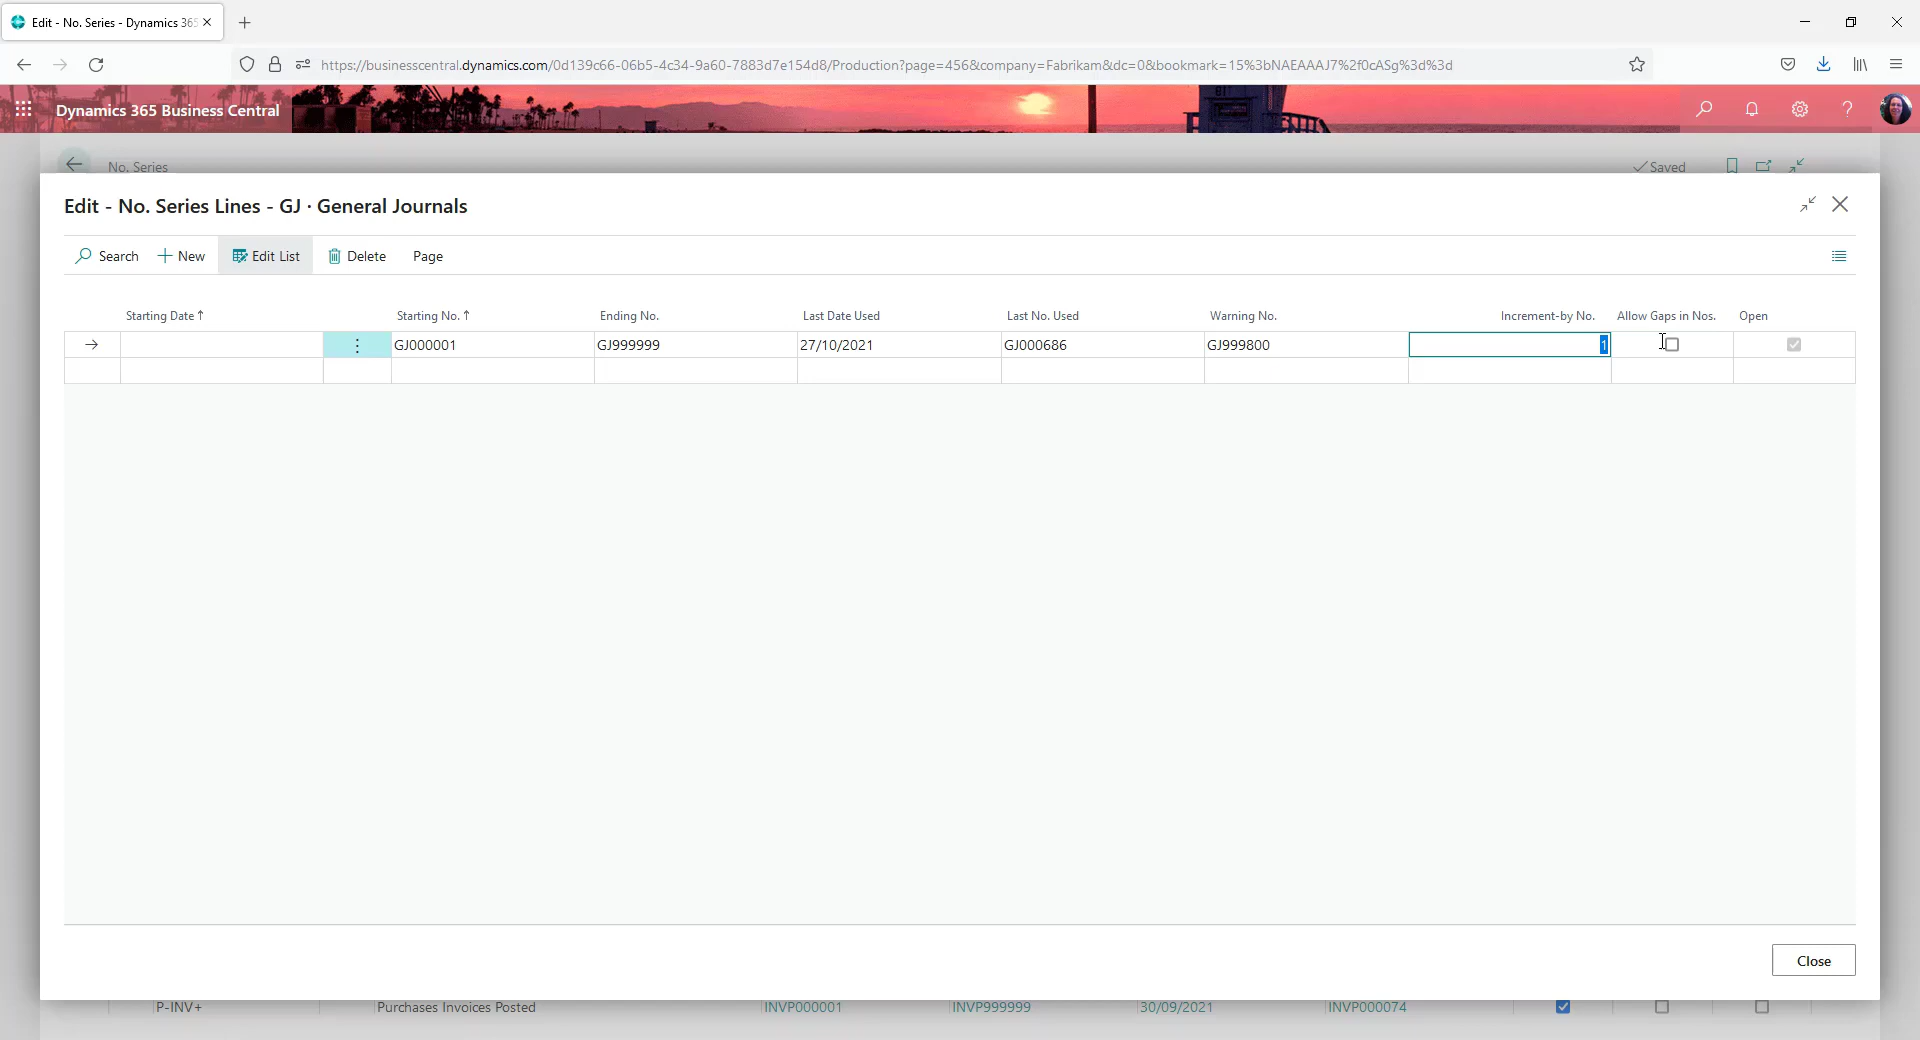 Edit - No. Series - Dynamics 365
https://businesscentral.dynamics.com/0d139c66-06b5-4c34-9a60-7883d7e154d8/Production?page=456&company=Fabrikam&dc=0&bookmark=15%3bNAEAAAJ7%2f0cASg%3d%3d
Dynamics 365 Business Central
No. Series
Saved
Edit - No. Series Lines - GJ · General Journals
Search
New
Edit List
Delete
Page
Starting Date↑ Starting No.↑ Ending No. Last Date Used Last No. Used Warning No. Increment-by No. Allow Gaps in Nos. Open
GJ000001 GJ999999 27/10/2021 GJ000686 GJ999800 1
Close
P-INV+ Purchases Invoices Posted INVP000001 INVP999999 30/09/2021 INVP000074